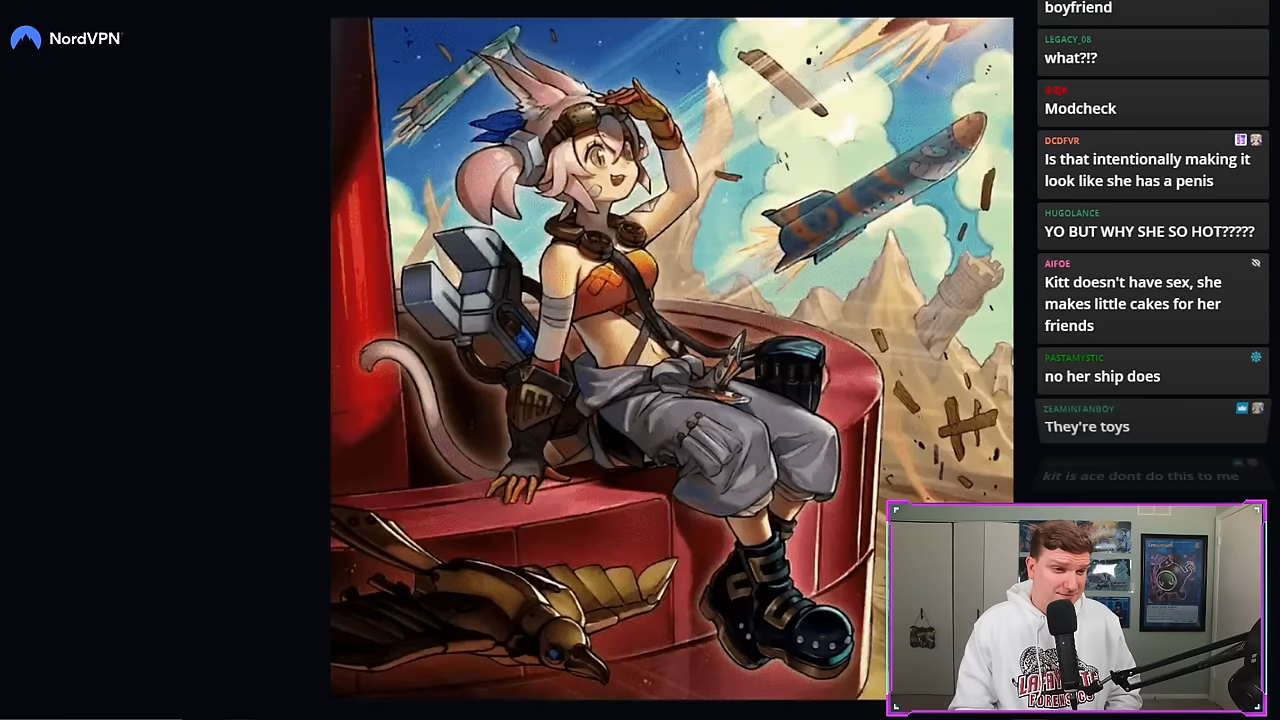 NordVPN
boyfriend
LEGACY_08
what?!?
Modcheck
DCDFVR
Is that intentionally making it
look like she has a penis
HUGOLANCE
YO BUT WHY SHE SO HOT?????
AIFOE
Kitt doesn't have sex, she
makes little cakes for her
friends
PASTAMYSTIC
no her ship does
ZEAMINFANBOY
They're toys
kit is ace dont do this to me